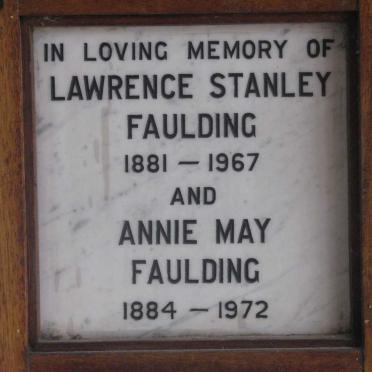 IN LOVING MEMORY OF
LAWRENCE STANLEY
FAULDING
1881 — 1967
AND
ANNIE MAY
FAULDING
1884 — 1972